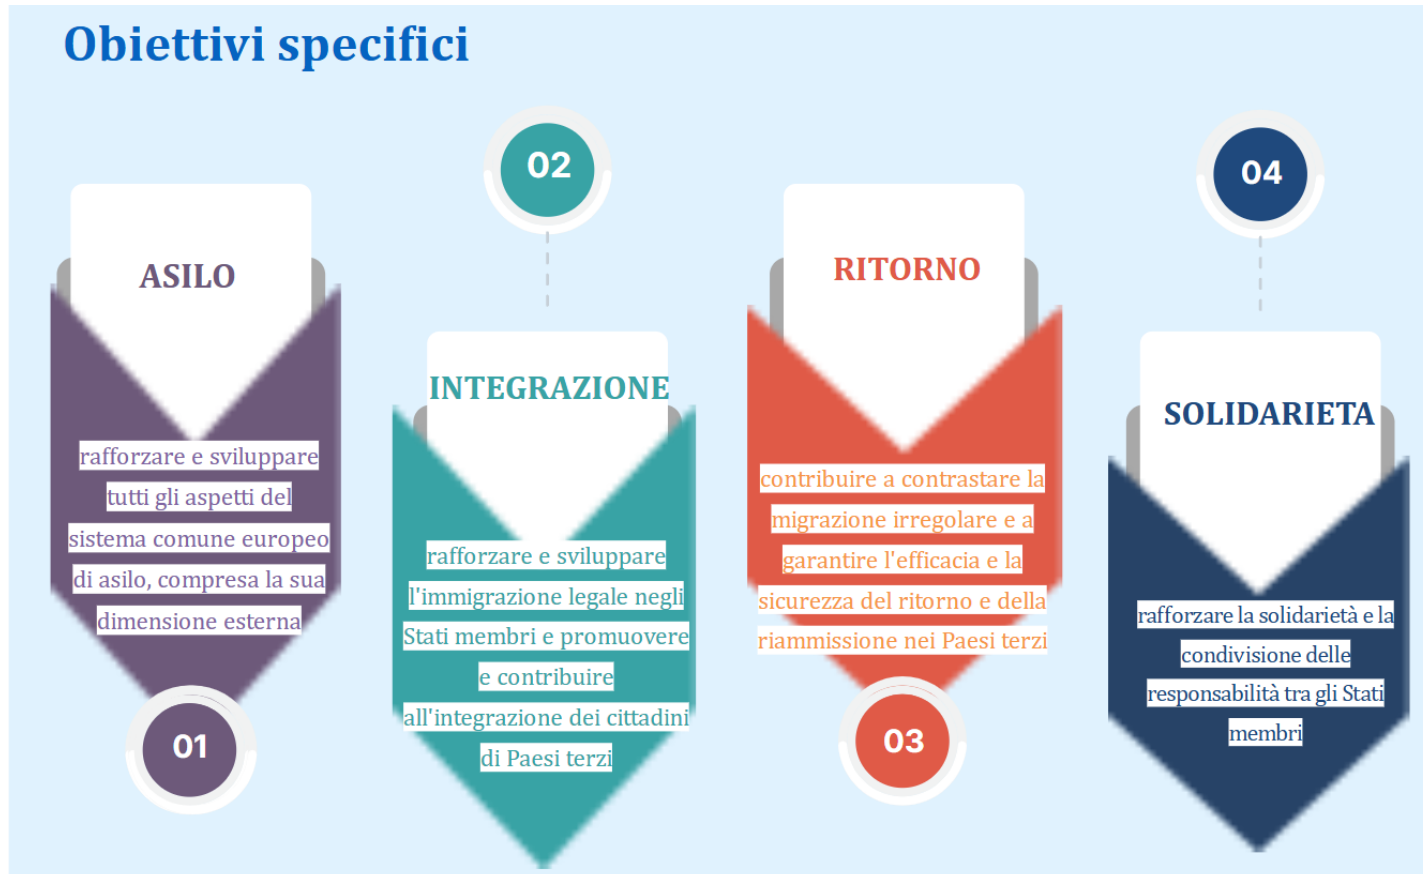 Obiettivi specifici
01
ASILO
rafforzare e sviluppare
tutti gli aspetti del
sistema comune europeo
di asilo, compresa la sua
dimensione esterna
02
INTEGRAZIONE
rafforzare e sviluppare
l'immigrazione legale negli
Stati membri e promuovere
e contribuire
all'integrazione dei cittadini
di Paesi terzi
03
RITORNO
contribuire a contrastare la
migrazione irregolare e a
garantire l'efficacia e la
sicurezza del ritorno e della
riammissione nei Paesi terzi
04
SOLIDARIETA
rafforzare la solidarietà e la
condivisione delle
responsabilità tra gli Stati
membri